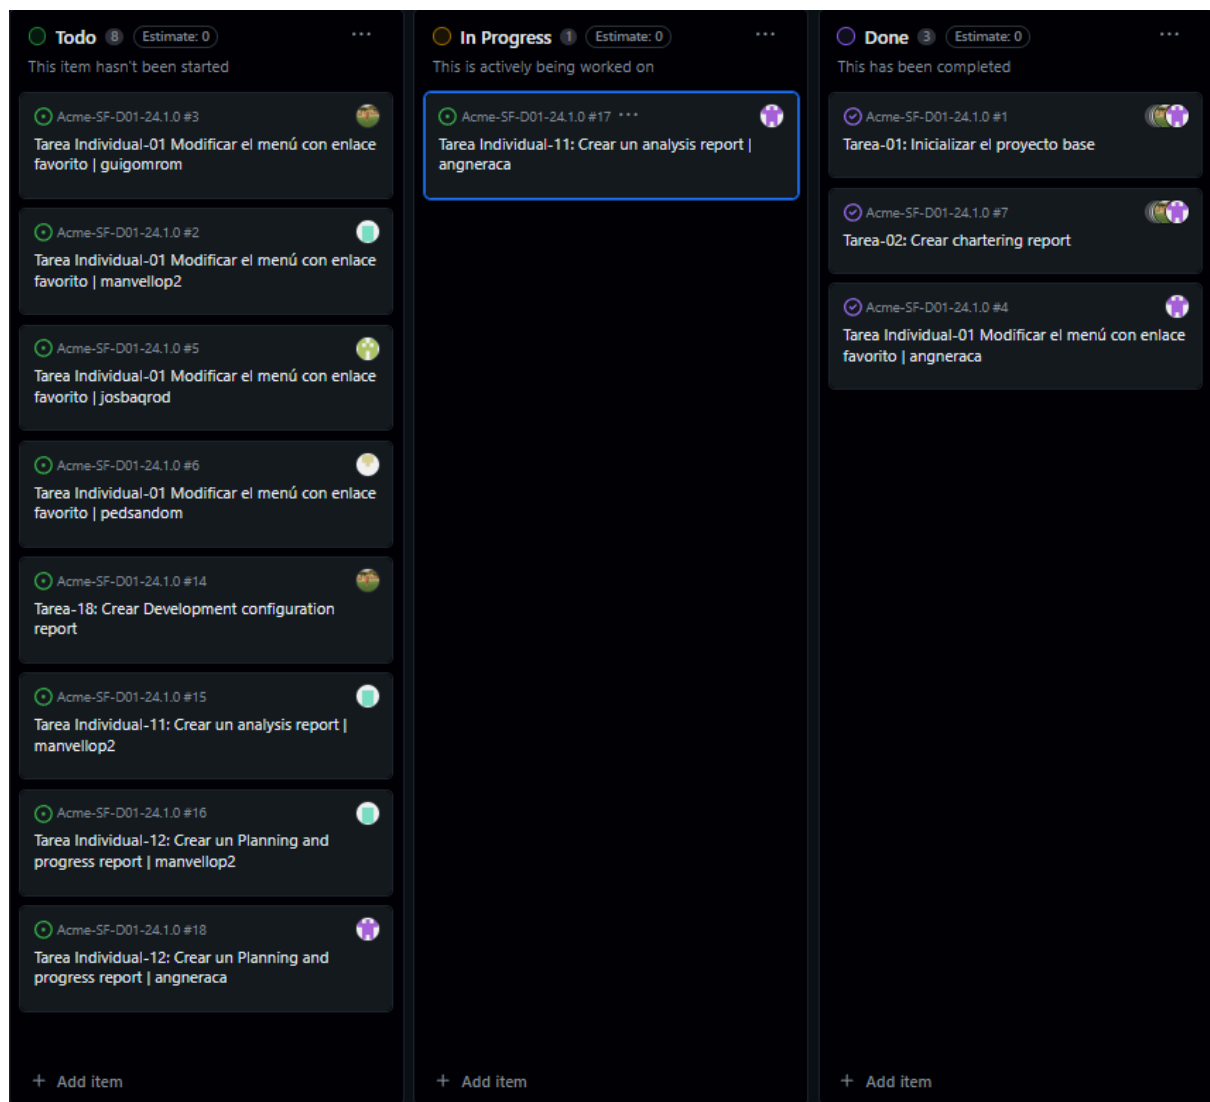 Todo 8 Estimate: 0
This item hasn't been started
Acme-SF-D01-24.1.0 #3
Tarea Individual-01 Modificar el menú con enlace
favorito | guigomrom
Acme-SF-D01-24.1.0 #2
Tarea Individual-01 Modificar el menú con enlace
favorito | manvellop2
Acme-SF-D01-24.1.0 #5
Tarea Individual-01 Modificar el menú con enlace
favorito | josbaqrod
Acme-SF-D01-24.1.0 #6
Tarea Individual-01 Modificar el menú con enlace
favorito | pedsandom
Acme-SF-D01-24.1.0 #14
Tarea-18: Crear Development configuration
report
Acme-SF-D01-24.1.0 #15
Tarea Individual-11: Crear un analysis report |
manvellop2
Acme-SF-D01-24.1.0 #16
Tarea Individual-12: Crear un Planning and
progress report | manvellop2
Acme-SF-D01-24.1.0 #18
Tarea Individual-12: Crear un Planning and
progress report | angneraca
+ Add item
In Progress 1 Estimate: 0
This is actively being worked on
Acme-SF-D01-24.1.0 #17
Tarea Individual-11: Crear un analysis report |
angneraca
+ Add item
Done 3 Estimate: 0
This has been completed
Acme-SF-D01-24.1.0 #1
Tarea-01: Inicializar el proyecto base
Acme-SF-D01-24.1.0 #7
Tarea-02: Crear chartering report
Acme-SF-D01-24.1.0 #4
Tarea Individual-01 Modificar el menú con enlace
favorito | angneraca
+ Add item